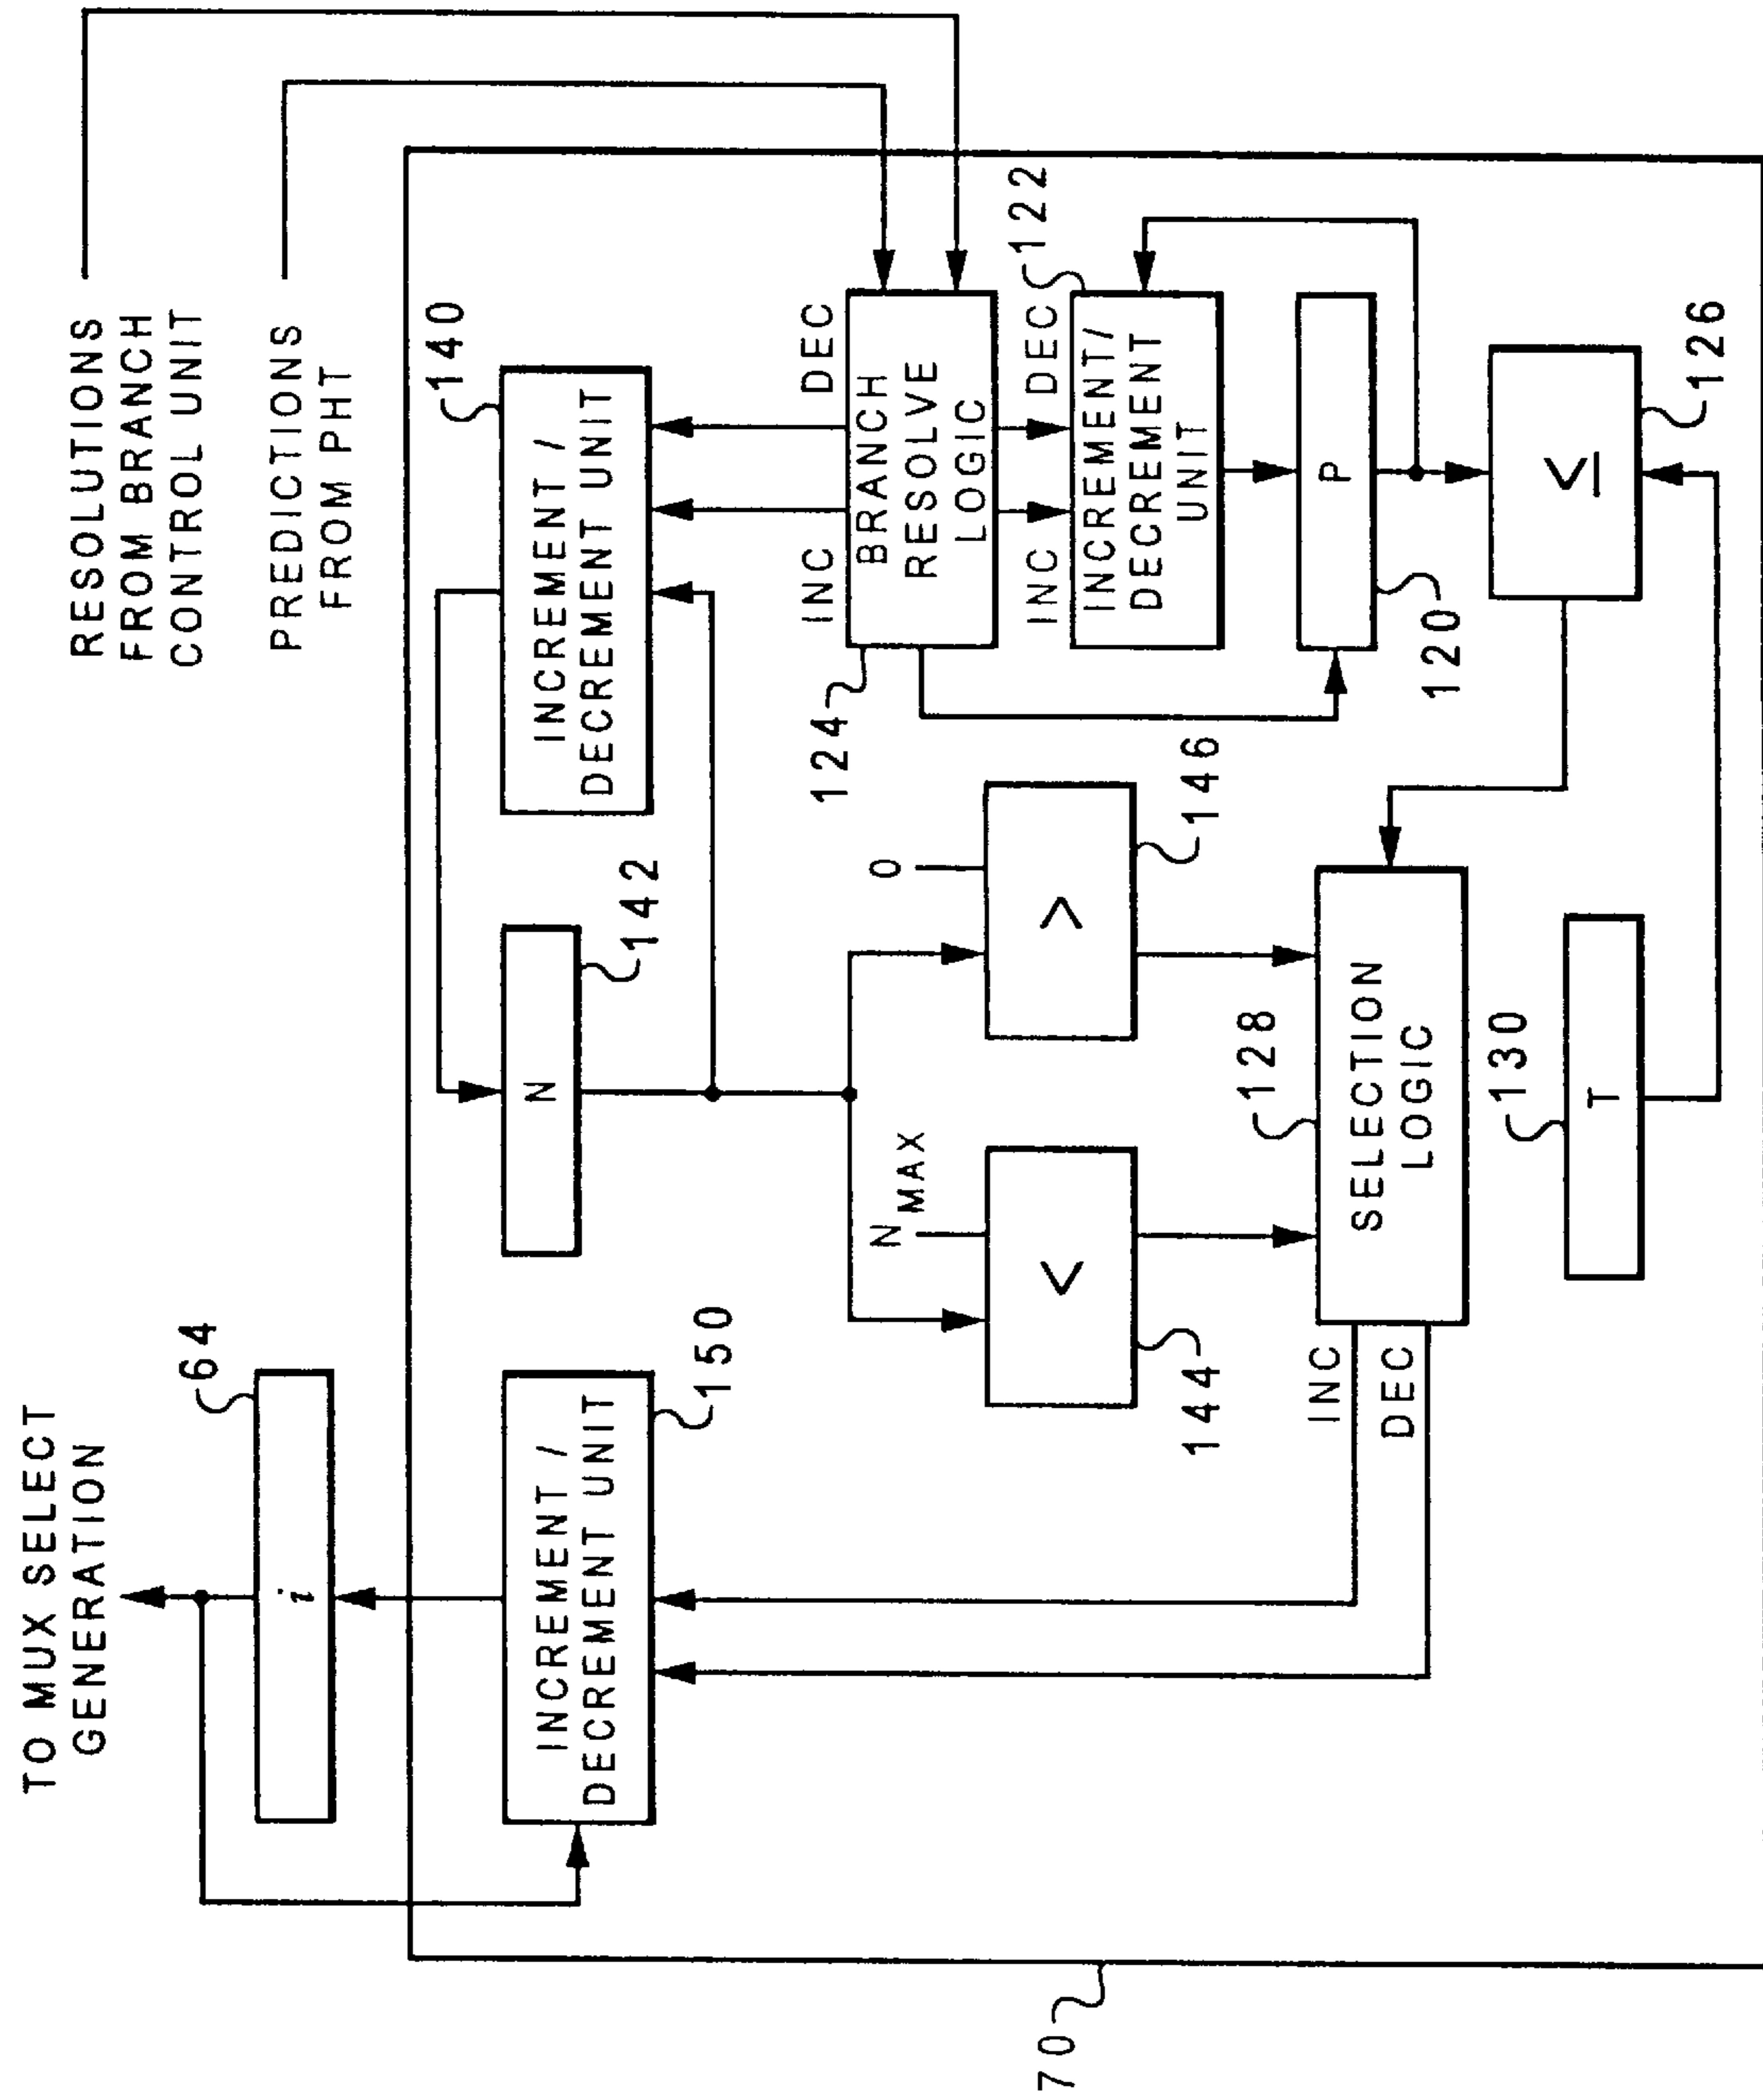 TO MUX SELECT
GENERATION
RESOLUTIONS
FROM BRANCH
CONTROL UNIT
PREDICTIONS
FROM PHT
64
i
140
INCREMENT /
DECREMENT UNIT
150
N
142
INCREMENT /
DECREMENT UNIT
INC
DEC
124
BRANCH
RESOLVE
LOGIC
N MAX
0
<
144
>
146
INC
DEC
122
INCREMENT/
DECREMENT
UNIT
128
SELECTION
LOGIC
INC
DEC
P
120
130
T
≤
126
70